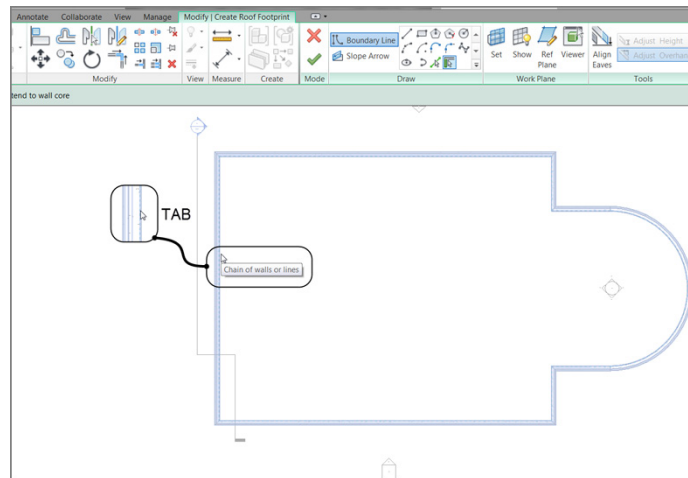 Annotate Collaborate View Manage Modify | Create Roof Footprint
Boundary Line
Slope Arrow
Set Show Ref Plane Viewer
Align Eaves
Adjust Height
Adjust Overhan
Modify View Measure Create Mode Draw Work Plane Tools
tend to wall core
TAB
Chain of walls or lines